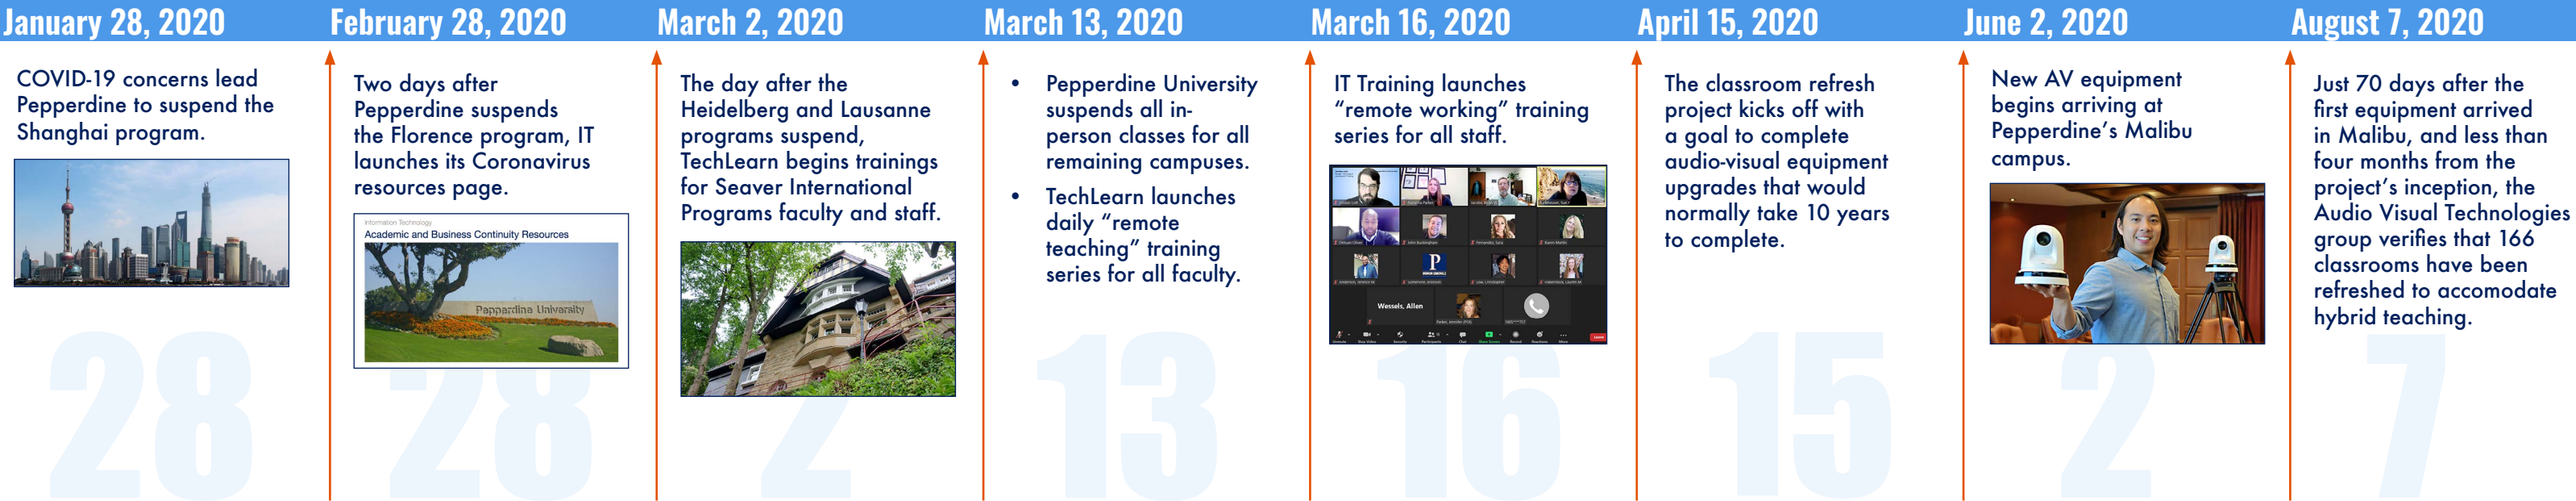 January 28, 2020
COVID-19 concerns lead
Pepperdine to suspend the
Shanghai program.
28
February 28, 2020
Two days after
Pepperdine suspends
the Florence program, IT
launches its Coronavirus
resources page.
Information Technology
Academic and Business Continuity Resources
Pepperdine University
28
March 2, 2020
The day after the
Heidelberg and Lausanne
programs suspend,
TechLearn begins trainings
for Seaver International
Programs faculty and staff.
2
March 13, 2020
• Pepperdine University
suspends all in-
person classes for all
remaining campuses.
• TechLearn launches
daily “remote
teaching” training
series for all faculty.
13
March 16, 2020
IT Training launches
“remote working” training
series for all staff.
P
Wessels, Allen
16
April 15, 2020
The classroom refresh
project kicks off with
a goal to complete
audio-visual equipment
upgrades that would
normally take 10 years
to complete.
15
June 2, 2020
New AV equipment
begins arriving at
Pepperdine’s Malibu
campus.
2
August 7, 2020
Just 70 days after the
first equipment arrived
in Malibu, and less than
four months from the
project’s inception, the
Audio Visual Technologies
group verifies that 166
classrooms have been
refreshed to accomodate
hybrid teaching.
7